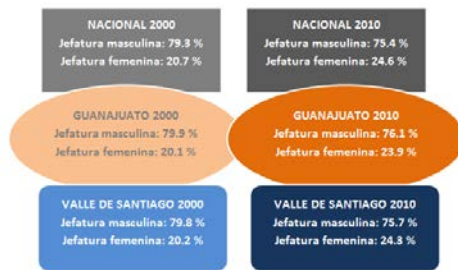 NACIONAL 2000
Jefatura masculina: 79.3 %
Jefatura femenina: 20.7 %
NACIONAL 2010
Jefatura masculina: 75.4 %
Jefatura femenina: 24.6 %
GUANAJUATO 2000
Jefatura masculina: 79.9 %
Jefatura femenina: 20.1 %
GUANAJUATO 2010
Jefatura masculina: 76.1 %
Jefatura femenina: 23.9 %
VALLE DE SANTIAGO 2000
Jefatura masculina: 79.8 %
Jefatura femenina: 20.2 %
VALLE DE SANTIAGO 2010
Jefatura masculina: 75.7 %
Jefatura femenina: 24.3 %